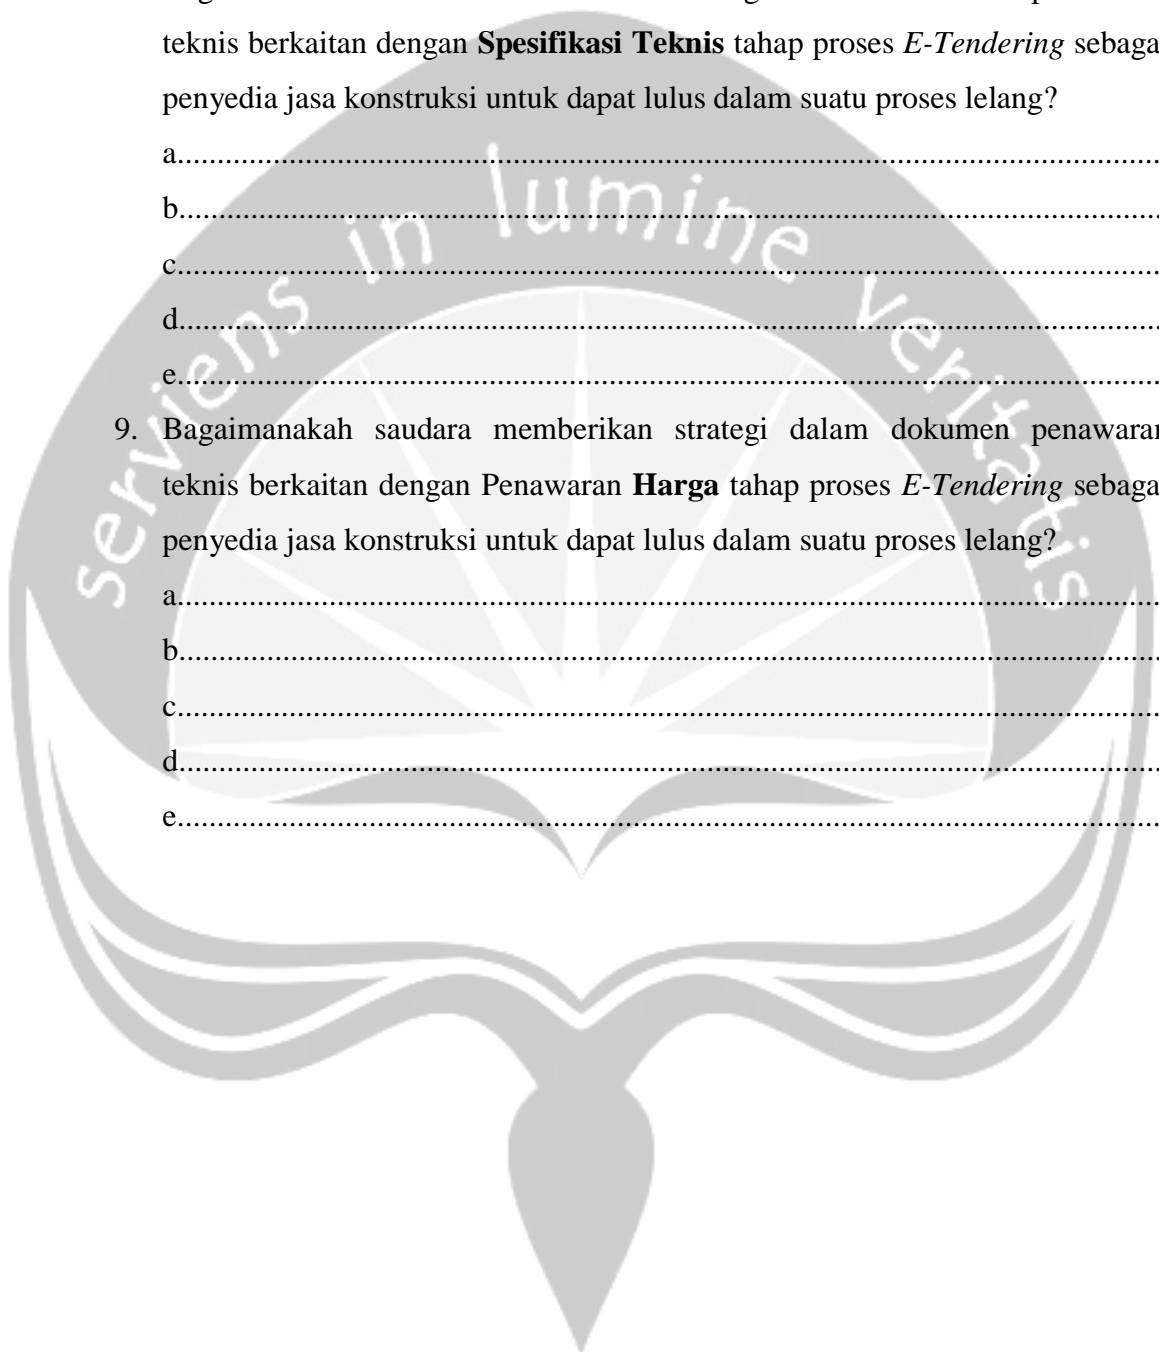 teknis berkaitan dengan Spesifikasi Teknis tahap proses E-Tendering sebaga
penyedia jasa konstruksi untuk dapat lulus dalam suatu proses lelang?
a.......................................................................................................................
b.......................................................................................................................
c.......................................................................................................................
d.......................................................................................................................
e.......................................................................................................................
9. Bagaimanakah saudara memberikan strategi dalam dokumen penawaran
teknis berkaitan dengan Penawaran Harga tahap proses E-Tendering sebaga
penyedia jasa konstruksi untuk dapat lulus dalam suatu proses lelang?
a.......................................................................................................................
b.......................................................................................................................
c.......................................................................................................................
d.......................................................................................................................
e.......................................................................................................................
serviens in lumine veritatis